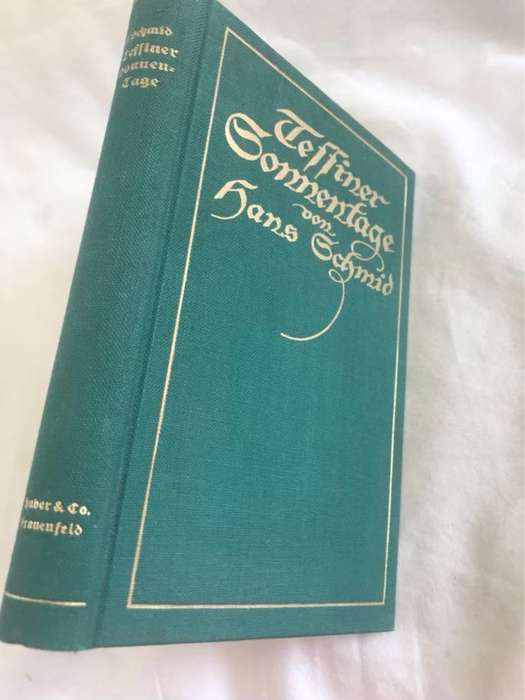 Tessiner
Sonnentage
von
Hans Schmid
Schmid
Tessiner
Sonnen-
Tage
Huber & Co.
Frauenfeld